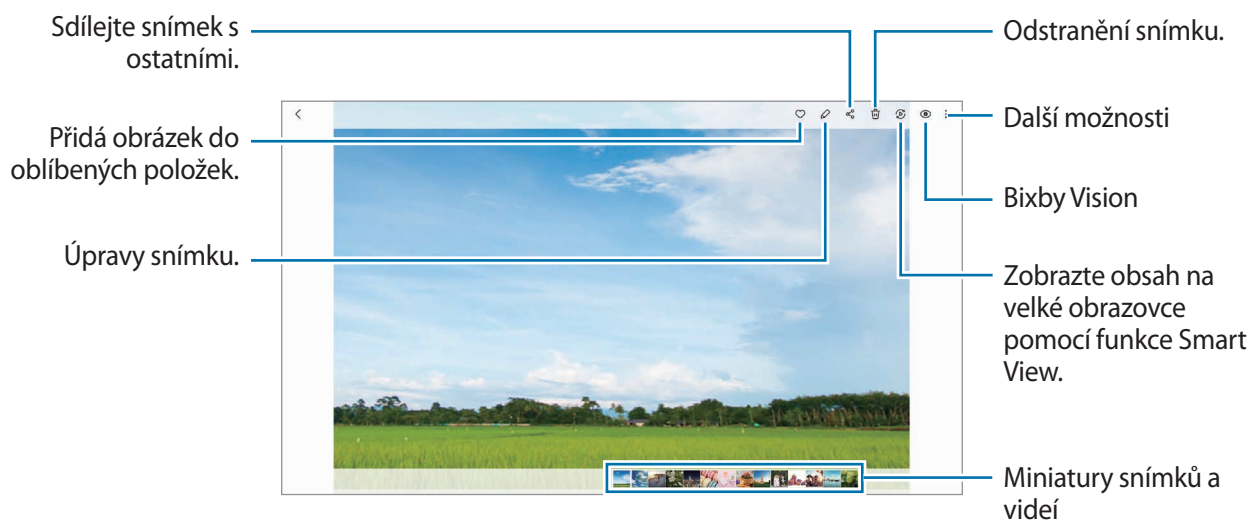 Sdílejte snímek s
ostatními.
Přidá obrázek do
oblíbených položek.
Úpravy snímku.
Odstranění snímku.
Další možnosti
Bixby Vision
Zobrazte obsah na
velké obrazovce
pomocí funkce Smart
View.
Miniatury snímků a
videí